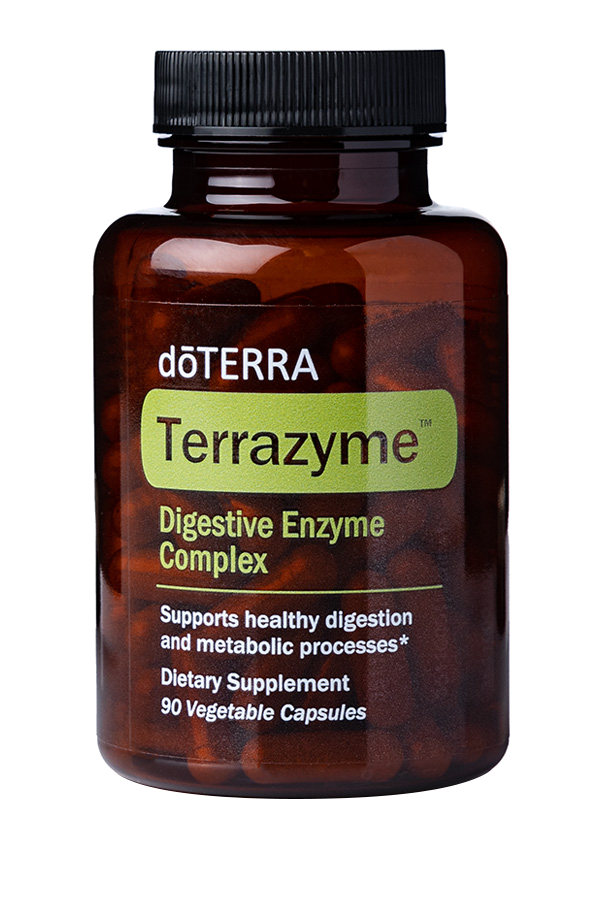 dōTERRA
Terrazyme™
Digestive Enzyme
Complex
Supports healthy digestion
and metabolic processes*
Dietary Supplement
90 Vegetable Capsules